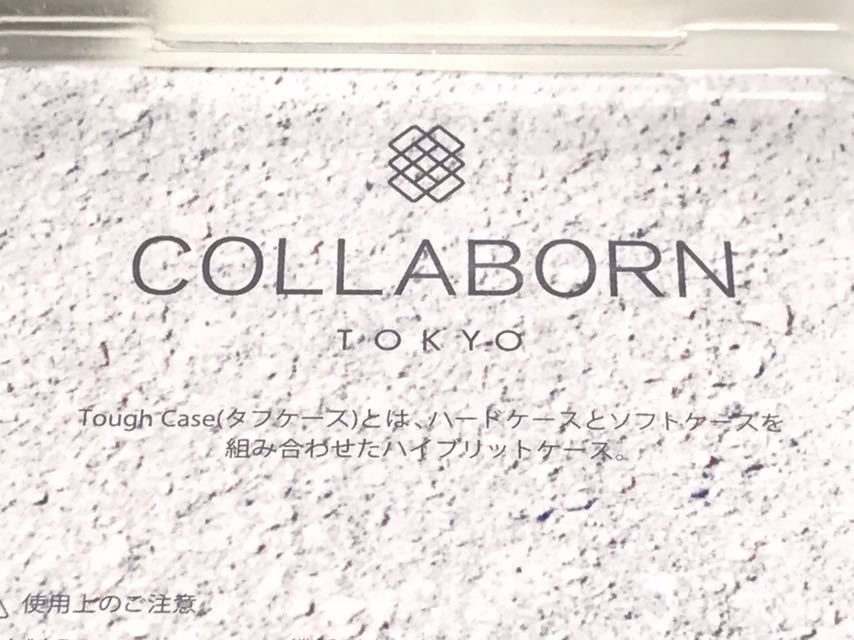 COLLABORN
TOKYO
Tough Case(タフケース)とは、ハードケースとソフトケースを
組み合わせたハイブリットケース。
⚠ 使用上のご注意